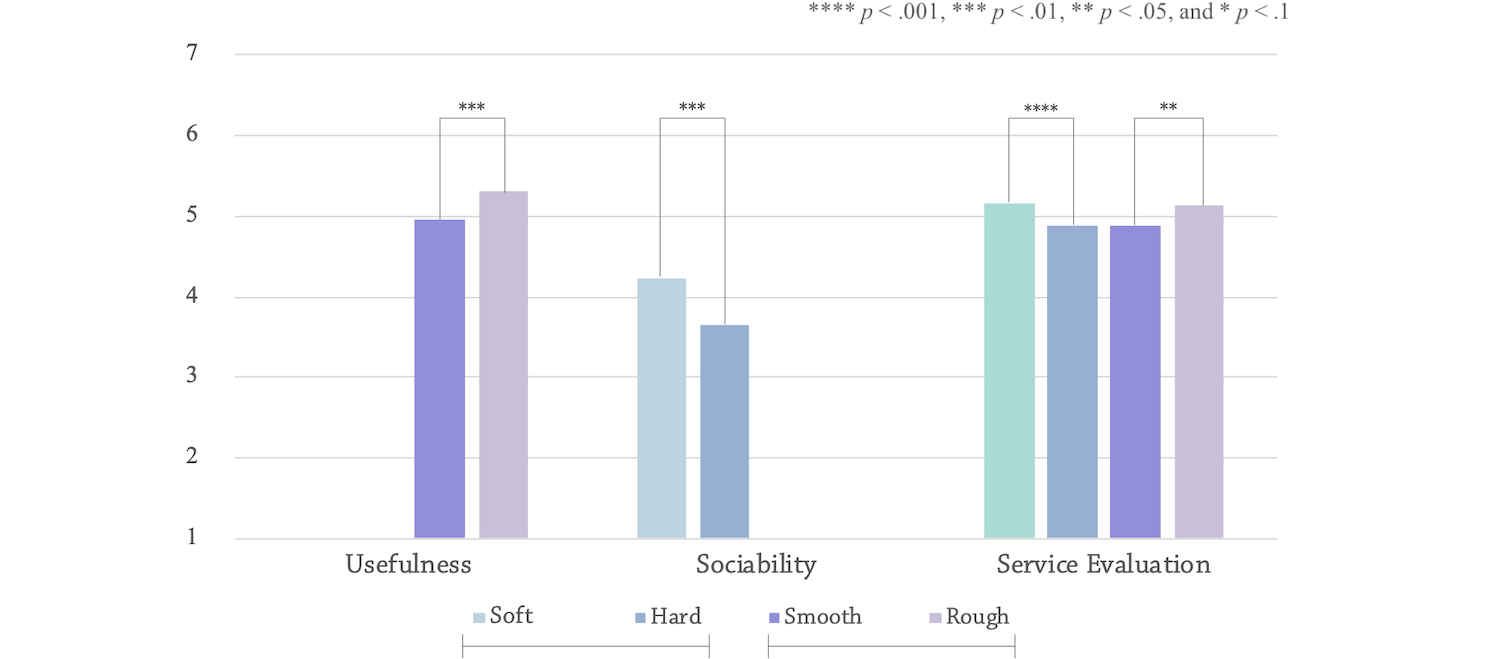 **** p < .001, *** p < .01, ** p < .05, and * p < .1
7
*** *** **** **
6
5
4
3
2
1
Usefulness Sociability Service Evaluation
Soft Hard Smooth Rough